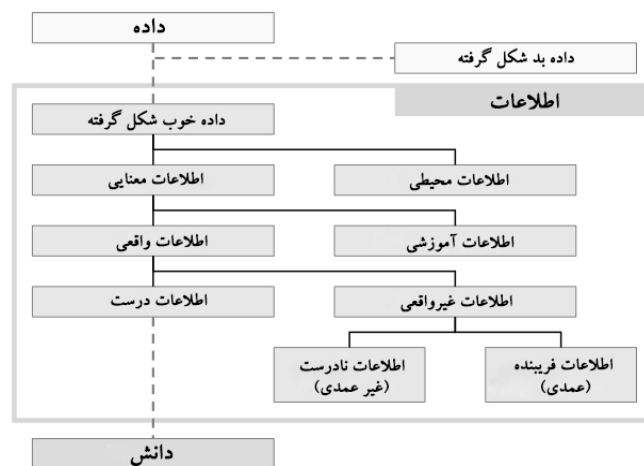 داده
داده بد شکل گرفته
اطلاعات
داده خوب شکل گرفته
اطلاعات محیطی
اطلاعات معنایی
اطلاعات آموزشی
اطلاعات واقعی
اطلاعات غیرواقعی
اطلاعات درست
اطلاعات فریبنده
(عمدی)
اطلاعات نادرست
(غیر عمدی)
دانش